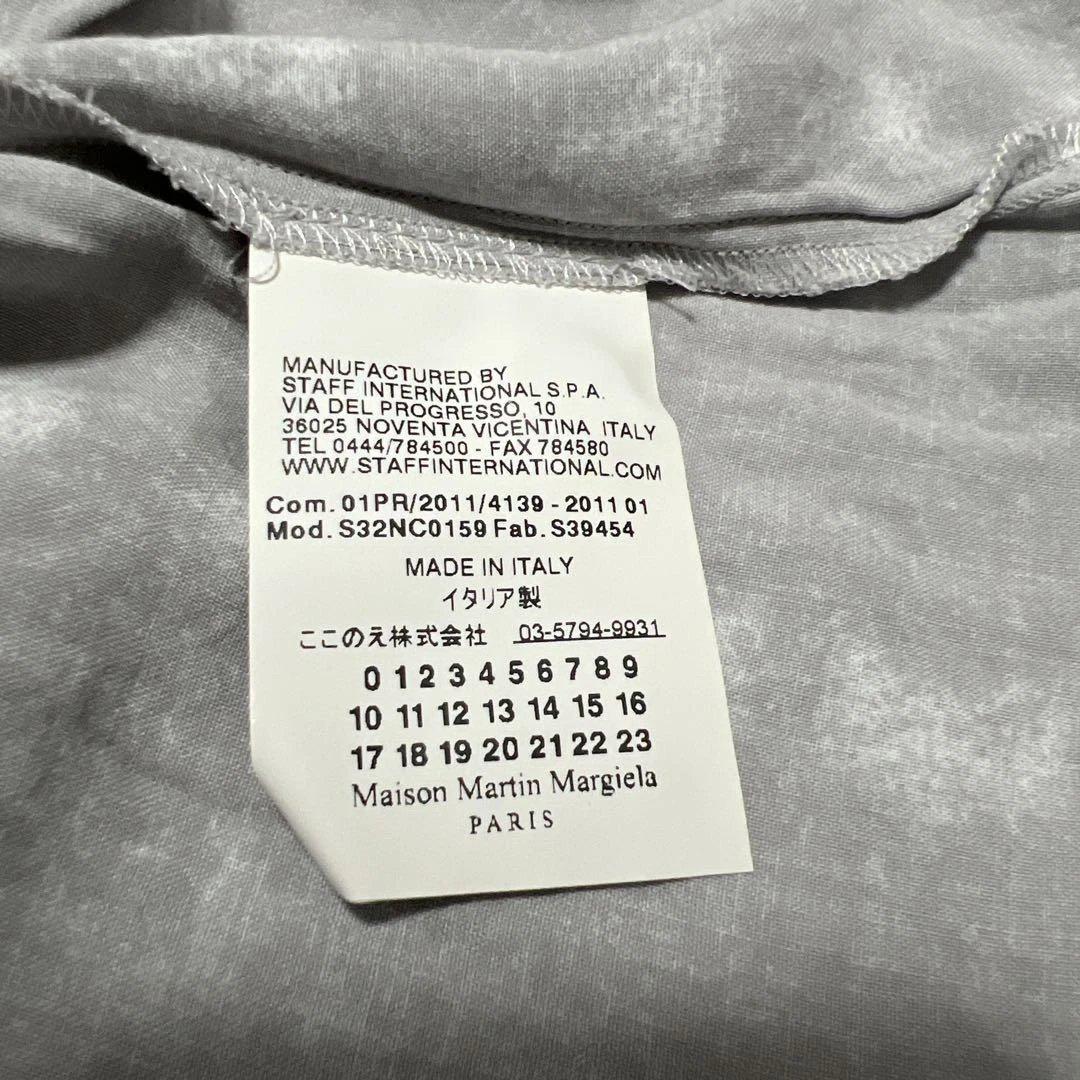 MANUFACTURED BY
STAFF INTERNATIONAL S.P.A.
VIA DEL PROGRESSO, 10
36025 NOVENTA VICENTINA ITALY
TEL 0444/784500 - FAX 784580
WWW.STAFFINTERNATIONAL.COM
Com. 01PR/2011/4139 - 2011 01
Mod. S32NC0159 Fab. S39454
MADE IN ITALY
イタリア製
ここのえ株式会社 03-5794-9931
0 1 2 3 4 5 6 7 8 9
10 11 12 13 14 15 16
17 18 19 20 21 22 23
Maison Martin Margiela
PARIS